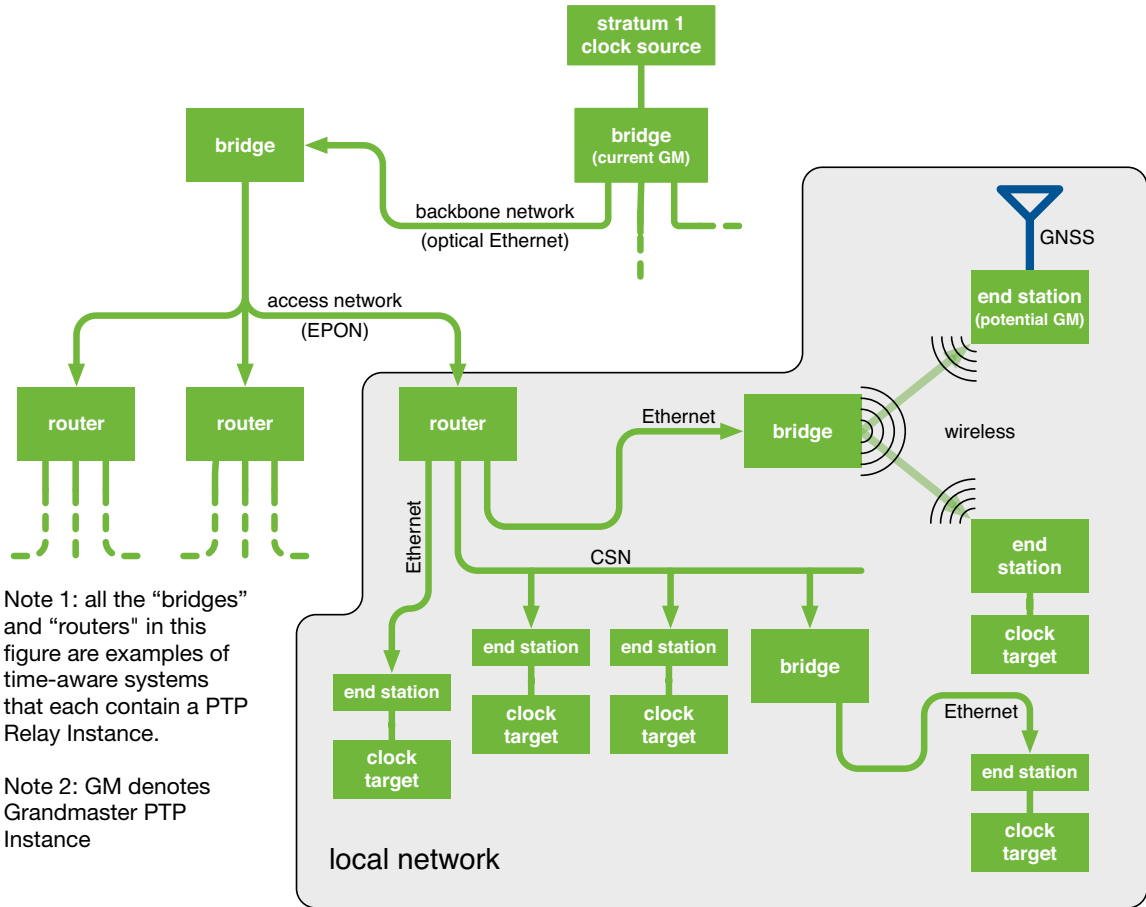 stratum 1
clock source
bridge
bridge
(current GM)
backbone network
(optical Ethernet)
GNSS
end station
(potential GM)
access network
(EPON)
router
router
router
Ethernet
bridge
wireless
Ethernet
CSN
end
station
clock
target
end station
clock
target
end station
clock
target
bridge
end station
clock
target
Ethernet
end station
clock
target
Note 1: all the “bridges”
and “routers" in this
figure are examples of
time-aware systems
that each contain a PTP
Relay Instance.
Note 2: GM denotes
Grandmaster PTP
Instance
local network